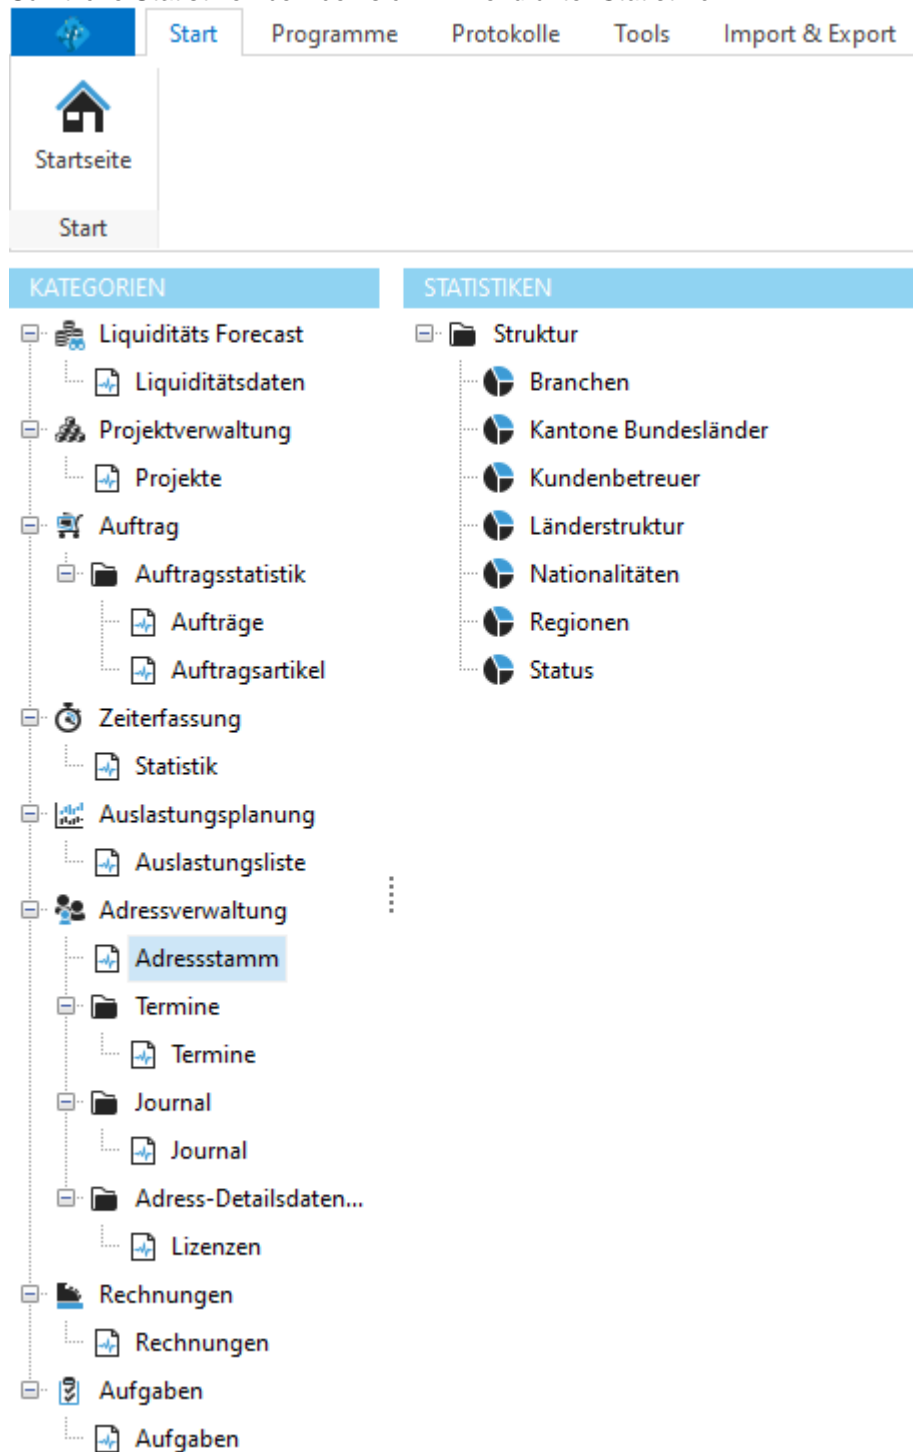 Start Programme Protokolle Tools Import & Export
Startseite
Start
KATEGORIEN
Liquiditäts Forecast
Liquiditätsdaten
Projektverwaltung
Projekte
Auftrag
Auftragsstatistik
Aufträge
Auftragsartikel
Zeiterfassung
Statistik
Auslastungsplanung
Auslastungsliste
Adressverwaltung
Adressstamm
Termine
Termine
Journal
Journal
Adress-Detailsdaten...
Lizenzen
Rechnungen
Rechnungen
Aufgaben
Aufgaben
STATISTIKEN
Struktur
Branchen
Kantone Bundesländer
Kundenbetreuer
Länderstruktur
Nationalitäten
Regionen
Status